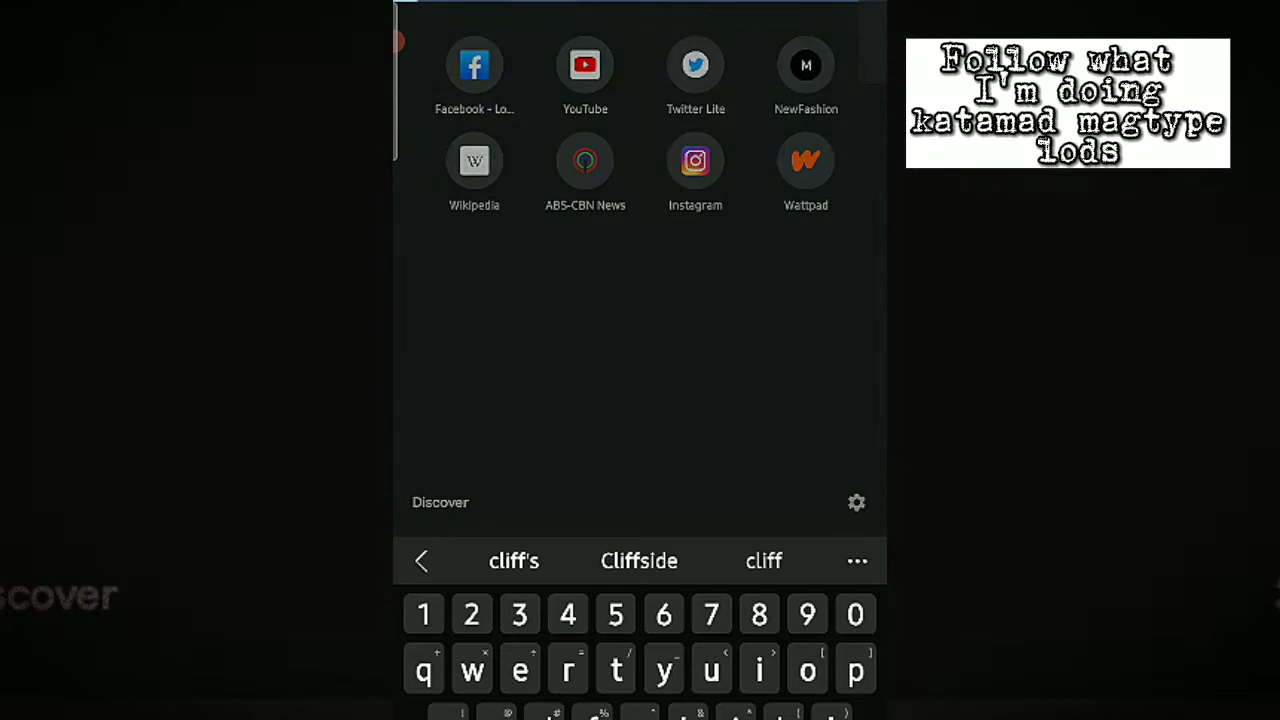 Follow what
I'm doing
katamad magtype
lods
Facebook - Lo... YouTube Twitter Lite M NewFashion
W Wikipedia ABS-CBN News Instagram Wattpad
Discover
cliff's Cliffside cliff
scover
1 2 3 4 5 6 7 8 9 0
q w e r t y u i o p